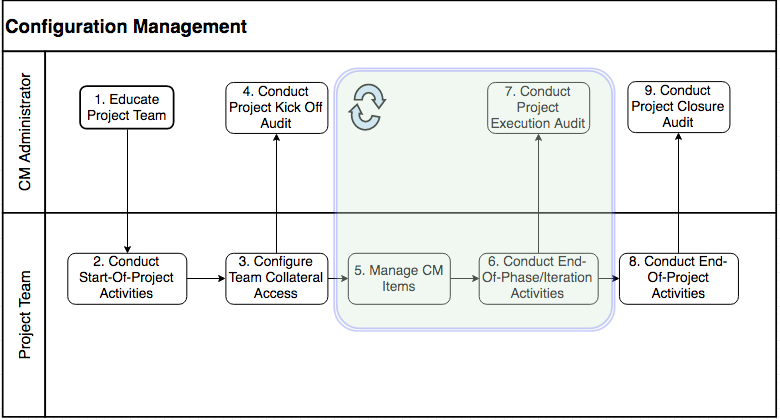 Configuration Management
CM Administrator
1. Educate
Project Team
4. Conduct
Project Kick Off
Audit
7. Conduct
Project
Execution Audit
9. Conduct
Project Closure
Audit
Project Team
2. Conduct
Start-Of-Project
Activities
3. Configure
Team Collateral
Access
5. Manage CM
Items
6. Conduct End-
Of-Phase/Iteration
Activities
8. Conduct End-
Of-Project
Activities